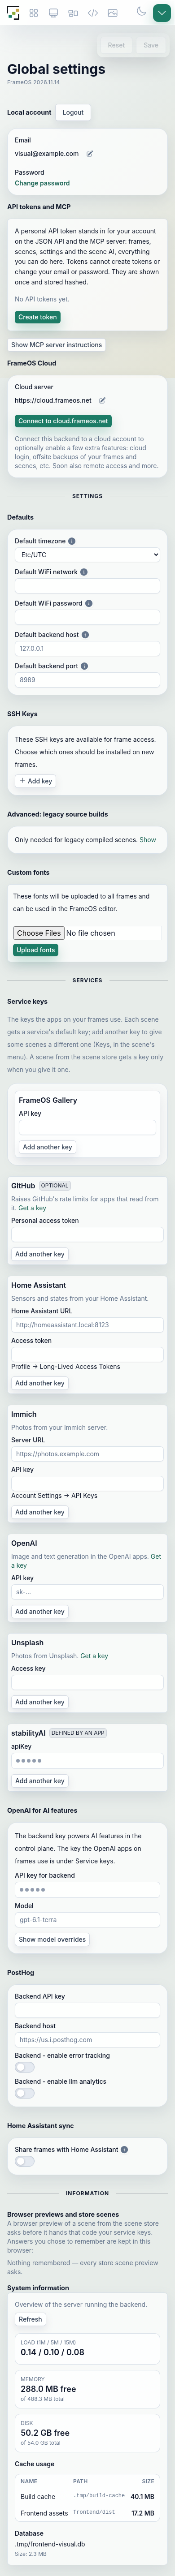 Reset
Save
Global settings
FrameOS 2026.11.14
Local account
Logout
Email
visual@example.com
Password
Change password
API tokens and MCP
A personal API token stands in for your account
on the JSON API and the MCP server: frames,
settings, settings and the scene AI, everything
you can do here. Tokens cannot create tokens or
change your email or password. They are shown
once and stored hashed.
No API tokens yet.
Create token
Show MCP server instructions
FrameOS Cloud
Cloud server
https://cloud.frameos.net
Connect to cloud.frameos.net
Connect this backend to a cloud account to
optionally enable a few extra features: cloud
login, offsite backups of your frames and
scenes, etc. Soon also remote access and more.
SETTINGS
Defaults
Default timezone
Etc/UTC
Default WiFi network
Default WiFi password
Default backend host
127.0.0.1
Default backend port
8989
SSH Keys
These SSH keys are available for frame access.
Choose which ones should be installed on new
frames.
+ Add key
Advanced: legacy source builds
Only needed for legacy compiled scenes. Show
Custom fonts
These fonts will be uploaded to all frames and
can be used in the FrameOS editor.
Choose Files No file chosen
Upload fonts
SERVICES
Service keys
The keys the apps on your frames use. Each scene
gets a service's default key; add another key to
give some scenes a different one (Keys, in the scene's
menu). A scene from the scene store gets a key only
when you give it one.
FrameOS Gallery
API key
Add another key
GitHub OPTIONAL
Raises GitHub's rate limits for apps that read from
it. Get a key
Personal access token
Add another key
Home Assistant
Sensors and states from your Home Assistant.
Home Assistant URL
http://homeassistant.local:8123
Access token
Profile → Long-Lived Access Tokens
Add another key
Immich
Photos from your Immich server.
Server URL
https://photos.example.com
API key
Account Settings → API Keys
Add another key
OpenAI
Image and text generation in the OpenAI apps. Get
a key
API key
sk-...
Add another key
Unsplash
Photos from Unsplash. Get a key
Access key
Add another key
stabilityAI DEFINED BY AN APP
apiKey
●●●●●
Add another key
OpenAI for AI features
The backend key powers AI features in the
control plane. The key the OpenAI apps on
frames use is under Service keys.
API key for backend
●●●●●
Model
gpt-6.1-terra
Show model overrides
PostHog
Backend API key
Backend host
https://us.i.posthog.com
Backend - enable error tracking
Backend - enable llm analytics
Home Assistant sync
Share frames with Home Assistant
INFORMATION
Browser previews and store scenes
A browser preview of a scene from the scene store
asks before it hands that code your service keys.
Answers you chose to remember are kept in this
browser:
Nothing remembered — every store scene preview
asks.
System information
Overview of the server running the backend.
Refresh
LOAD (1M / 5M / 15M)
0.14 / 0.10 / 0.08
MEMORY
288.0 MB free
of 488.3 MB total
DISK
50.2 GB free
of 54.0 GB total
Cache usage
NAME PATH SIZE
Build cache .tmp/build-cache 40.1 MB
Frontend assets frontend/dist 17.2 MB
Database
.tmp/frontend-visual.db
Size: 2.3 MB